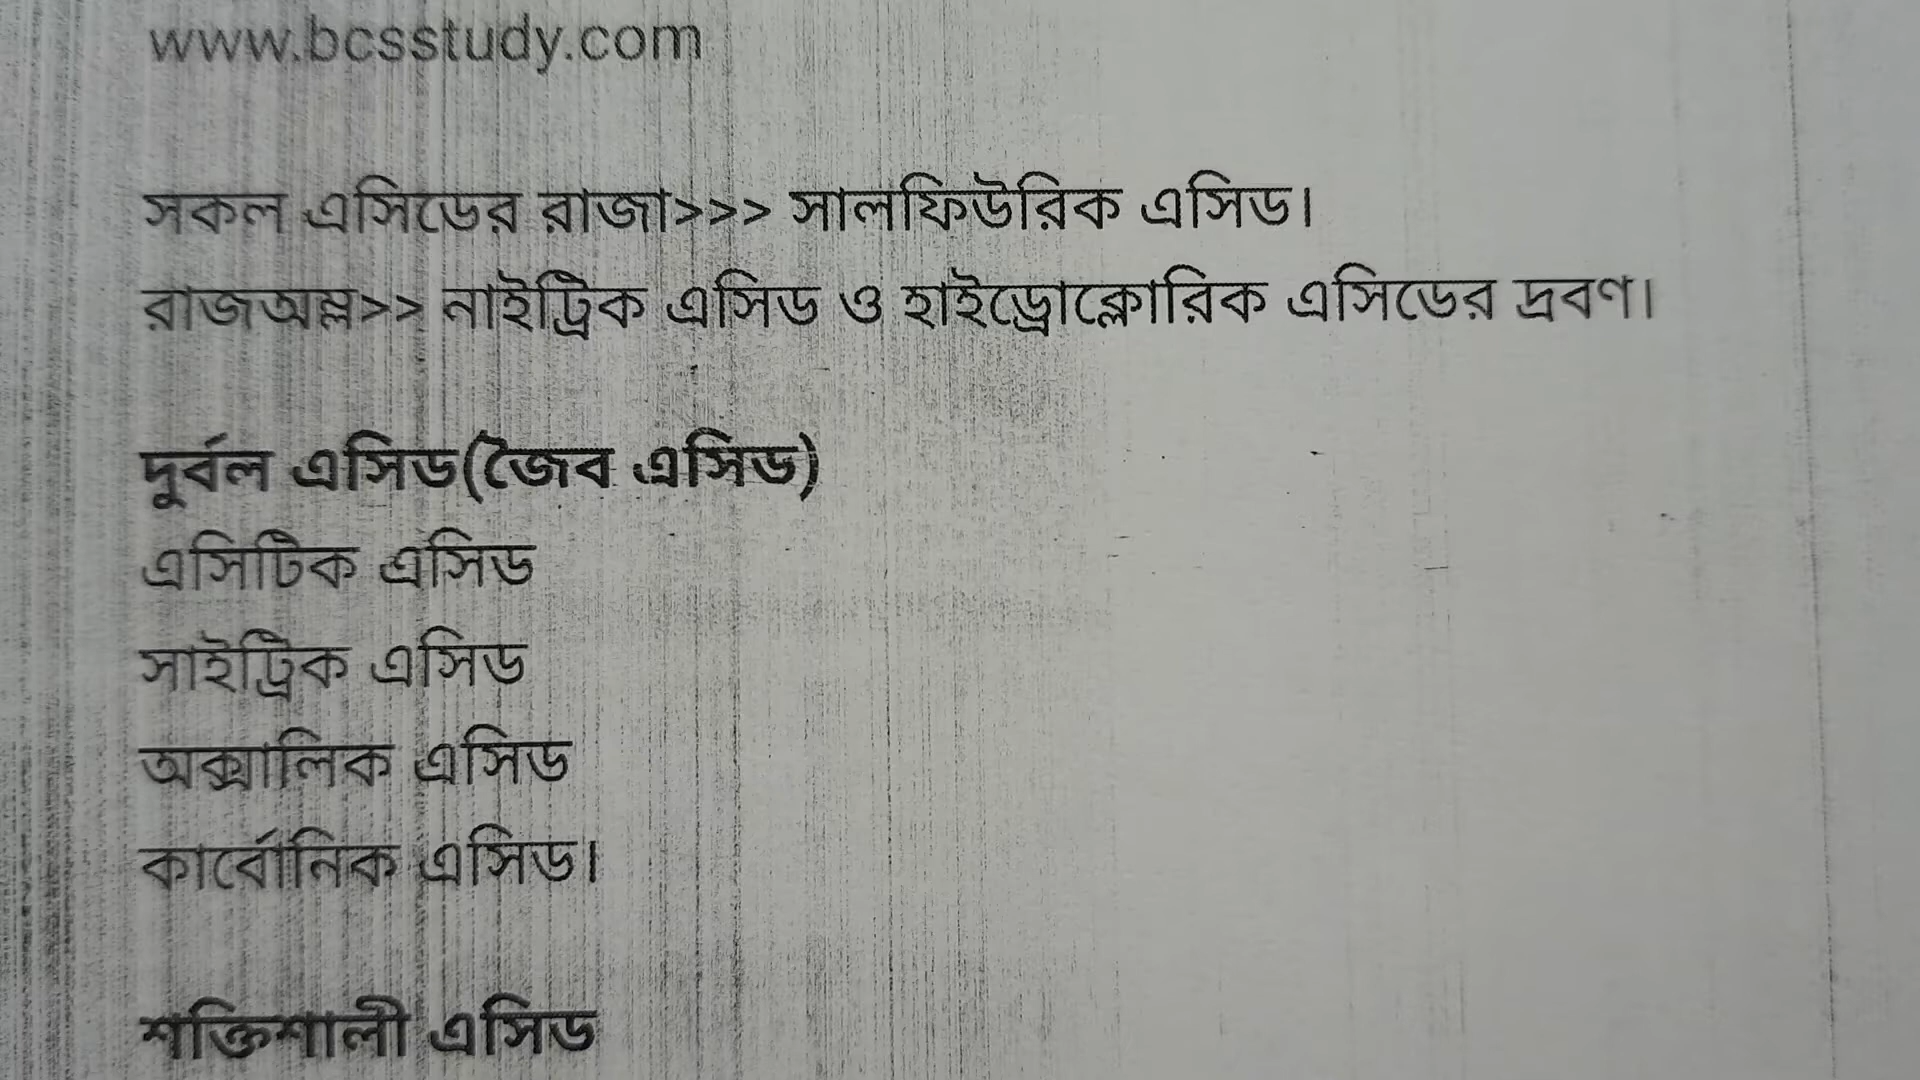 www.bcsstudy.com
সকল এসিডের রাজা>>> সালফিউরিক এসিড।
রাজঅম্ল>> নাইট্রিক এসিড ও হাইড্রোক্লোরিক এসিডের দ্রবণ।
দুর্বল এসিড(জৈব এসিড)
এসিটিক এসিড
সাইট্রিক এসিড
অক্সালিক এসিড
কার্বোনিক এসিড।
শক্তিশালী এসিড